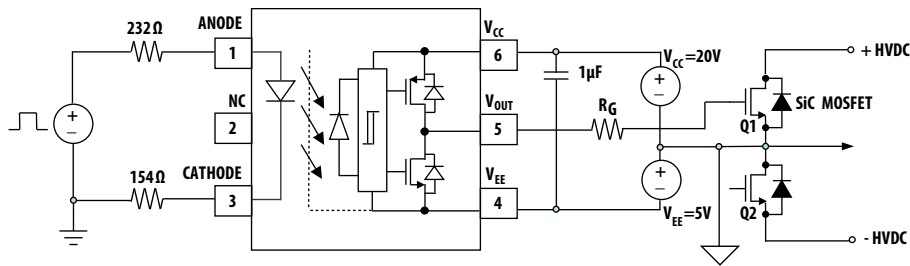 232Ω
ANODE
1
NC
2
CATHODE
154Ω
3
+
−
VCC
6
VOUT
5
VEE
4
1µF
RG
+
−
VCC=20V
+
−
VEE=5V
+ HVDC
SiC MOSFET
Q1
Q2
- HVDC